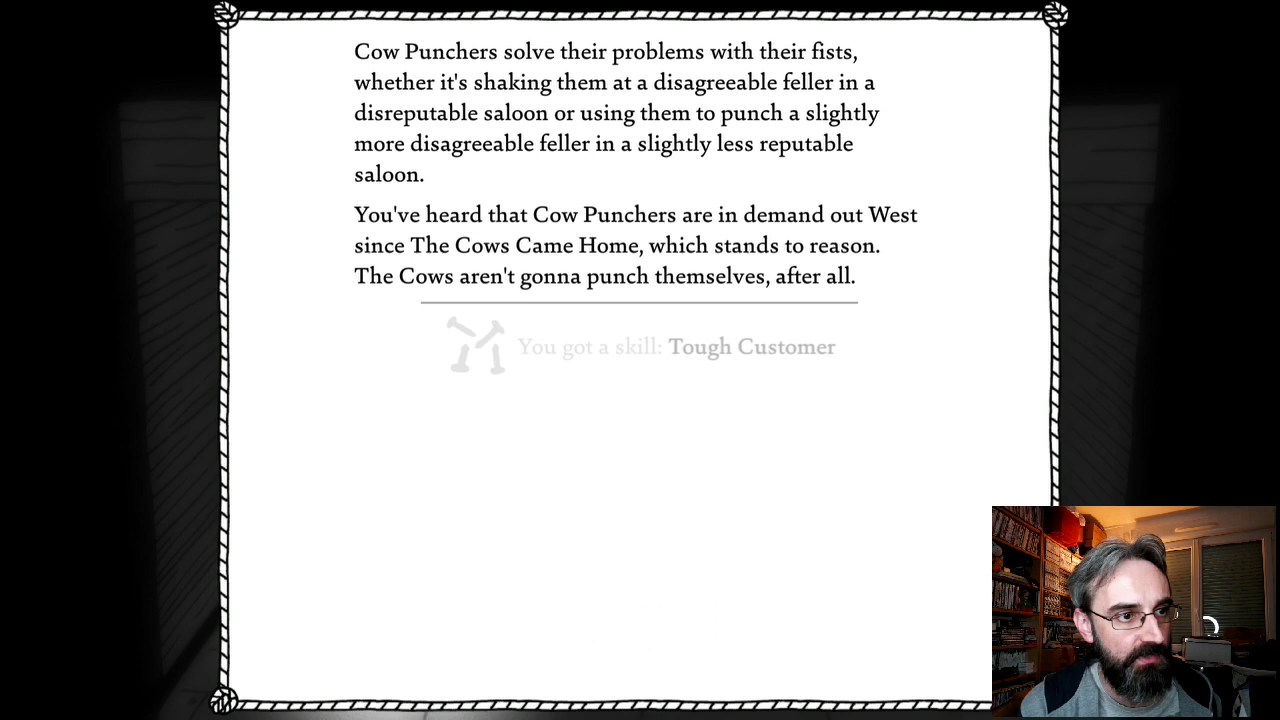 Cow Punchers solve their problems with their fists,
whether it's shaking them at a disagreeable feller in a
disreputable saloon or using them to punch a slightly
more disagreeable feller in a slightly less reputable
saloon.
You've heard that Cow Punchers are in demand out West
since The Cows Came Home, which stands to reason.
The Cows aren't gonna punch themselves, after all.
You got a skill: Tough Customer